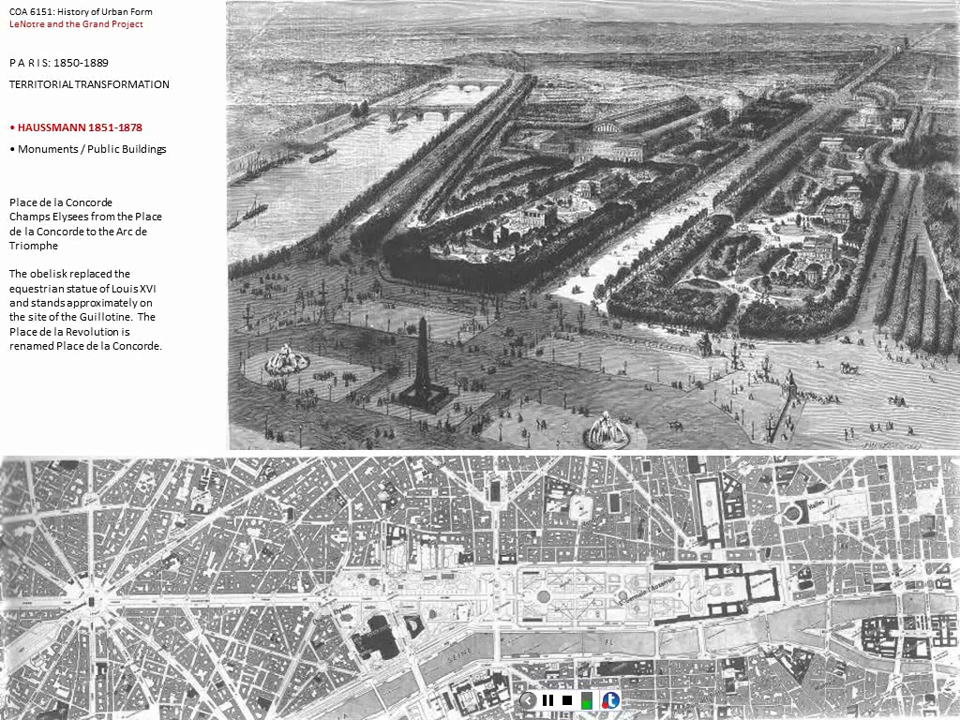 COA 6151: History of Urban Form
LeNotre and the Grand Project
P A R I S: 1850-1889
TERRITORIAL TRANSFORMATION
• HAUSSMANN 1851-1878
• Monuments / Public Buildings
Place de la Concorde
Champs Elysees from the Place
de la Concorde to the Arc de
Triomphe
The obelisk replaced the
equestrian statue of Louis XVI
and stands approximately on
the site of the Guillotine. The
Place de la Revolution is
renamed Place de la Concorde.
SEINE